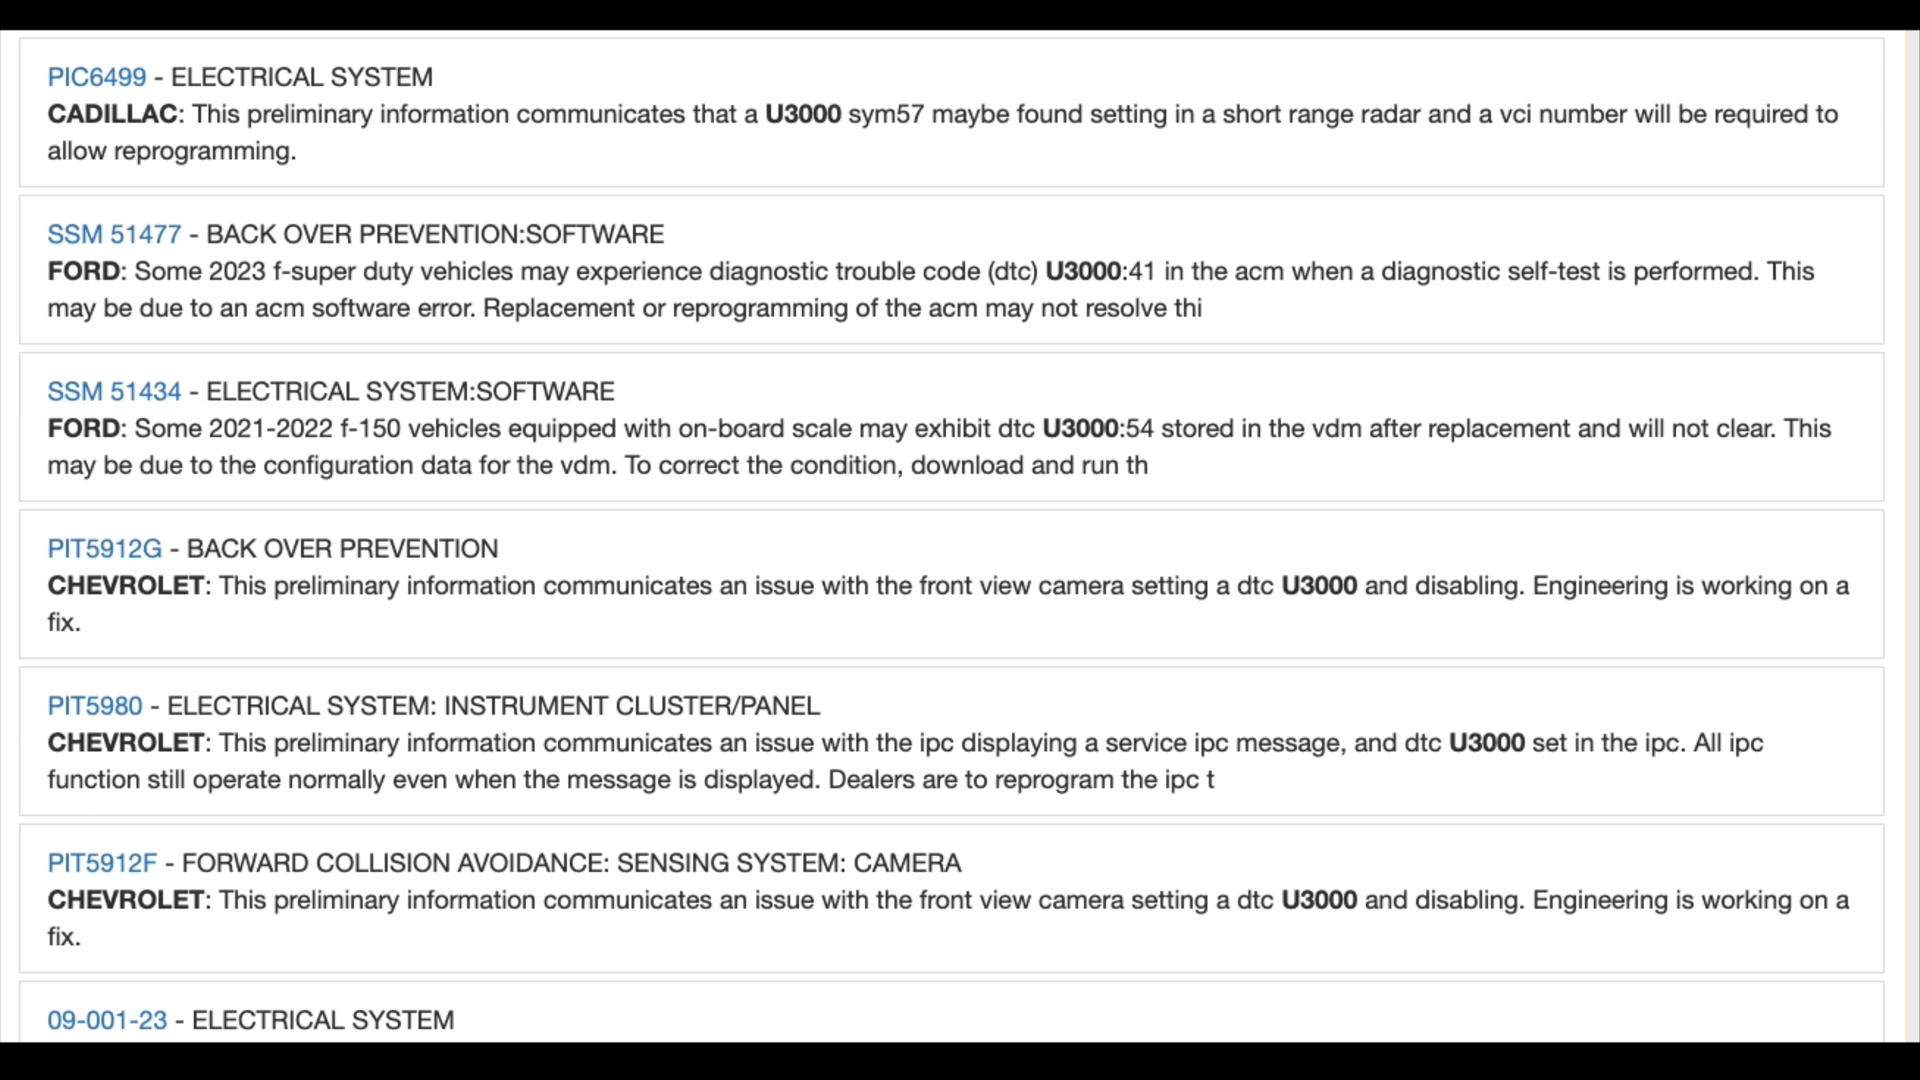 PIC6499 - ELECTRICAL SYSTEM
CADILLAC: This preliminary information communicates that a U3000 sym57 maybe found setting in a short range radar and a vci number will be required to
allow reprogramming.
SSM 51477 - BACK OVER PREVENTION:SOFTWARE
FORD: Some 2023 f-super duty vehicles may experience diagnostic trouble code (dtc) U3000:41 in the acm when a diagnostic self-test is performed. This
may be due to an acm software error. Replacement or reprogramming of the acm may not resolve thi
SSM 51434 - ELECTRICAL SYSTEM:SOFTWARE
FORD: Some 2021-2022 f-150 vehicles equipped with on-board scale may exhibit dtc U3000:54 stored in the vdm after replacement and will not clear. This
may be due to the configuration data for the vdm. To correct the condition, download and run th
PIT5912G - BACK OVER PREVENTION
CHEVROLET: This preliminary information communicates an issue with the front view camera setting a dtc U3000 and disabling. Engineering is working on a
fix.
PIT5980 - ELECTRICAL SYSTEM: INSTRUMENT CLUSTER/PANEL
CHEVROLET: This preliminary information communicates an issue with the ipc displaying a service ipc message, and dtc U3000 set in the ipc. All ipc
function still operate normally even when the message is displayed. Dealers are to reprogram the ipc t
PIT5912F - FORWARD COLLISION AVOIDANCE: SENSING SYSTEM: CAMERA
CHEVROLET: This preliminary information communicates an issue with the front view camera setting a dtc U3000 and disabling. Engineering is working on a
fix.
09-001-23 - ELECTRICAL SYSTEM